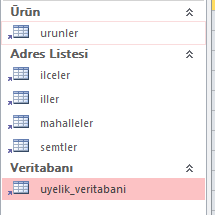 Ürün
urunler
Adres Listesi
ilceler
iller
mahalleler
semtler
Veritabanı
uyelik_veritabani